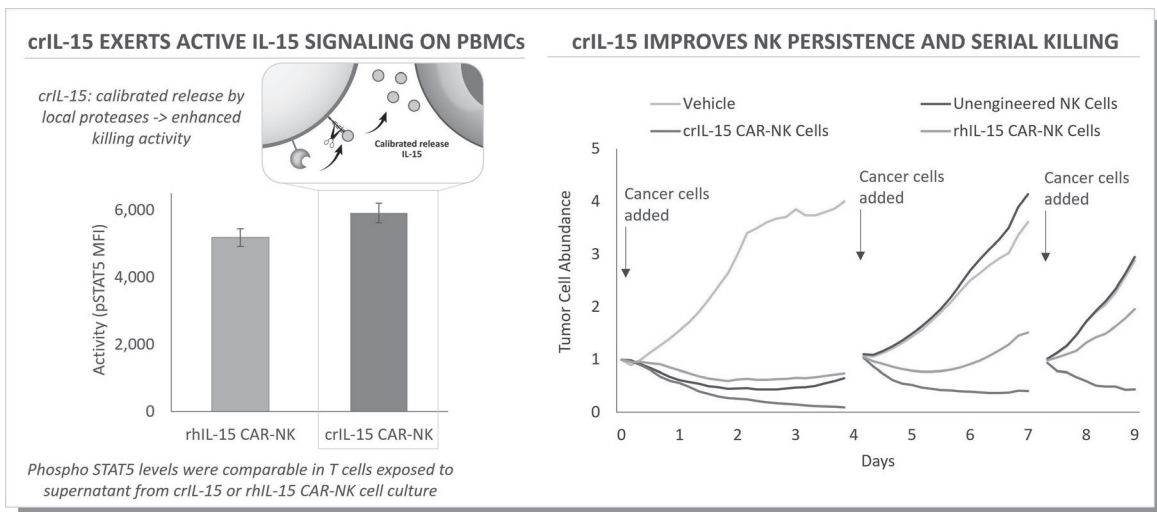 crIL-15 EXERTS ACTIVE IL-15 SIGNALING ON PBMCs
crIL-15: calibrated release by
local proteases -> enhanced
killing activity
Calibrated release
IL-15
Activity (pSTAT5 MFI)
6,000
4,000
2,000
0
rhIL-15 CAR-NK
crIL-15 CAR-NK
Phospho STAT5 levels were comparable in T cells exposed to
supernatant from crIL-15 or rhIL-15 CAR-NK cell culture
crIL-15 IMPROVES NK PERSISTENCE AND SERIAL KILLING
Vehicle
Unengineered NK Cells
crIL-15 CAR-NK Cells
rhIL-15 CAR-NK Cells
Tumor Cell Abundance
5
4
3
2
1
0
Cancer cells
added
Cancer cells
added
Cancer cells
added
0 1 2 3 4 5 6 7 8 9
Days